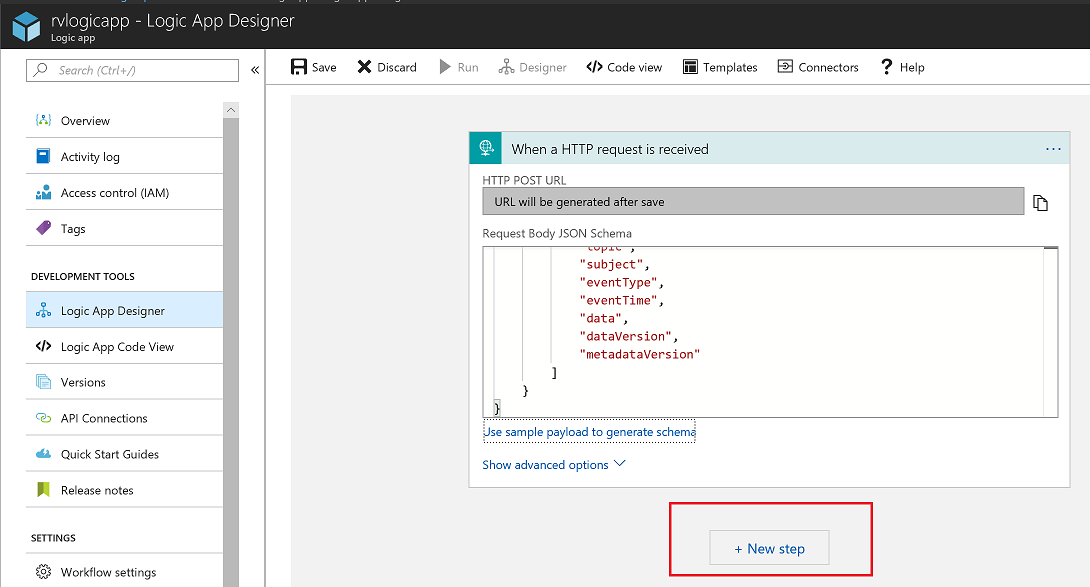 rvlogicapp - Logic App Designer
Logic app
Search (Ctrl+/)
«
Overview
Activity log
Access control (IAM)
Tags
DEVELOPMENT TOOLS
Logic App Designer
Logic App Code View
Versions
API Connections
Quick Start Guides
Release notes
SETTINGS
Workflow settings
Save
Discard
Run
Designer
Code view
Templates
Connectors
Help
When a HTTP request is received
...
HTTP POST URL
URL will be generated after save
Request Body JSON Schema
"topic",
"subject",
"eventType",
"eventTime",
"data",
"dataVersion",
"metadataVersion"
]
}
}
Use sample payload to generate schema
Show advanced options
+ New step